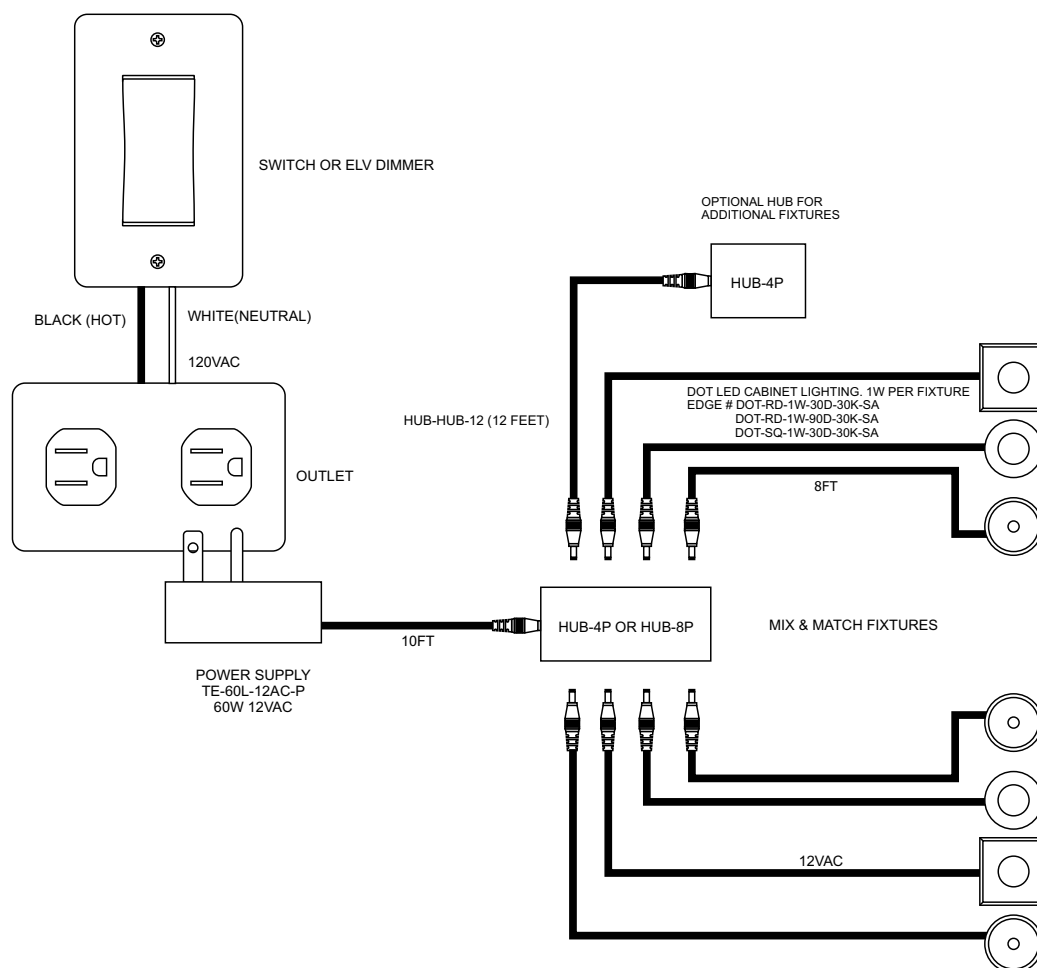 SWITCH OR ELV DIMMER
OPTIONAL HUB FOR
ADDITIONAL FIXTURES
HUB-4P
BLACK (HOT)
WHITE(NEUTRAL)
120VAC
DOT LED CABINET LIGHTING. 1W PER FIXTURE
EDGE # DOT-RD-1W-30D-30K-SA
DOT-RD-1W-90D-30K-SA
DOT-SQ-1W-30D-30K-SA
HUB-HUB-12 (12 FEET)
OUTLET
8FT
HUB-4P OR HUB-8P
MIX & MATCH FIXTURES
10FT
POWER SUPPLY
TE-60L-12AC-P
60W 12VAC
12VAC